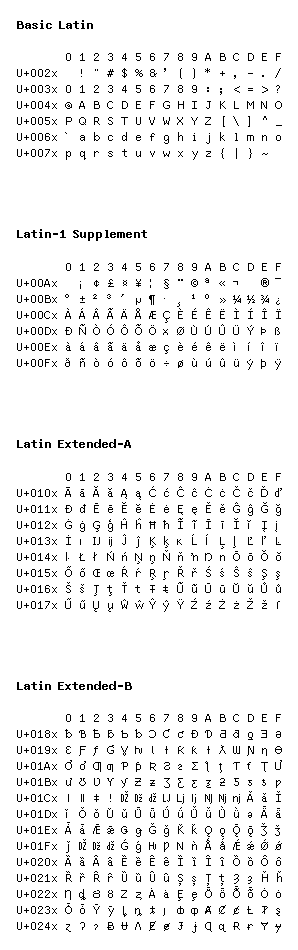 Basic Latin
0 1 2 3 4 5 6 7 8 9 A B C D E F
U+002x ! " # $ % & ' ( ) * + , - . /
U+003x 0 1 2 3 4 5 6 7 8 9 : ; < = > ?
U+004x @ A B C D E F G H I J K L M N O
U+005x P Q R S T U V W X Y Z [ \ ] ^ _
U+006x ` a b c d e f g h i j k l m n o
U+007x p q r s t u v w x y z { | } ~
Latin-1 Supplement
0 1 2 3 4 5 6 7 8 9 A B C D E F
U+00Ax ¡ ¢ £ ¤ ¥ ¦ § ¨ © ª « ¬ ® ¯
U+00Bx ° ± ² ³ ´ µ ¶ · ¸ ¹ º » ¼ ½ ¾ ¿
U+00Cx À Á Â Ã Ä Å Æ Ç È É Ê Ë Ì Í Î Ï
U+00Dx Ð Ñ Ò Ó Ô Õ Ö × Ø Ù Ú Û Ü Ý Þ ß
U+00Ex à á â ã ä å æ ç è é ê ë ì í î ï
U+00Fx ð ñ ò ó ô õ ö ÷ ø ù ú û ü ý þ ÿ
Latin Extended-A
0 1 2 3 4 5 6 7 8 9 A B C D E F
U+010x Ā ā Ă ă Ą ą Ć ć Ĉ ĉ Ċ ċ Č č Ď ď
U+011x Đ đ Ē ē Ĕ ĕ Ė ė Ę ę Ě ě Ĝ ĝ Ğ ğ
U+012x Ġ ġ Ģ ģ Ĥ ĥ Ħ ħ Ĩ ĩ Ī ī Ĭ ĭ Į į
U+013x İ ı Ĳ ĳ Ĵ ĵ Ķ ķ ĸ Ĺ ĺ Ļ ļ Ľ ľ Ŀ
U+014x ŀ Ł ł Ń ń Ņ ņ Ň ň ŉ Ŋ ŋ Ō ō Ŏ ŏ
U+015x Ő ő Œ œ Ŕ ŕ Ŗ ŗ Ř ř Ś ś Ŝ ŝ Ş ş
U+016x Š š Ţ ţ Ť ť Ŧ ŧ Ũ ũ Ū ū Ŭ ŭ Ů ů
U+017x Ű ű Ų ų Ŵ ŵ Ŷ ŷ Ÿ Ź ź Ż ż Ž ž ſ
Latin Extended-B
0 1 2 3 4 5 6 7 8 9 A B C D E F
U+018x ƀ Ɓ Ƃ ƃ Ƅ ƅ Ɔ Ƈ ƈ Ɖ Ɗ Ƌ ƌ ƍ Ǝ Ə
U+019x Ɛ Ƒ ƒ Ɠ Ɣ ƕ Ɩ Ɨ Ƙ ƙ ƚ ƛ Ɯ Ɲ ƞ Ɵ
U+01Ax Ơ ơ Ƣ ƣ Ƥ ƥ Ʀ Ƨ ƨ Ʃ ƪ ƫ Ƭ ƭ Ʈ Ư
U+01Bx ư Ʊ Ʋ Ƴ ƴ Ƶ ƶ Ʒ Ƹ ƹ ƺ ƻ Ƽ ƽ ƾ ƿ
U+01Cx ǀ ǁ ǂ ǃ Ǆ ǅ ǆ Ǉ ǈ ǉ Ǌ ǋ ǌ Ǎ ǎ Ǐ
U+01Dx ǐ Ǒ ǒ Ǔ ǔ Ǖ ǖ Ǘ ǘ Ǚ ǚ Ǜ ǜ ǝ Ǟ ǟ
U+01Ex Ǡ ǡ Ǣ ǣ Ǥ ǥ Ǧ ǧ Ǩ ǩ Ǫ ǫ Ǭ ǭ Ǯ ǯ
U+01Fx ǰ Ǳ ǲ ǳ Ǵ ǵ Ƕ Ƿ Ǹ ǹ Ǻ ǻ Ǽ ǽ Ǿ ǿ
U+020x Ȁ ȁ Ȃ ȃ Ȅ ȅ Ȇ ȇ Ȉ ȉ Ȋ ȋ Ȍ ȍ Ȏ ȏ
U+021x Ȑ ȑ Ȓ ȓ Ȕ ȕ Ȗ ȗ Ș ș Ț ț Ȝ ȝ Ȟ ȟ
U+022x Ƞ ȡ Ȣ ȣ Ȥ ȥ Ȧ ȧ Ȩ ȩ Ȫ ȫ Ȭ ȭ Ȯ ȯ
U+023x Ȱ ȱ Ȳ ȳ ȴ ȵ ȶ ȷ ȸ ȹ Ⱥ Ȼ ȼ Ƚ Ⱦ ȿ
U+024x ɀ Ɂ ɂ Ƀ Ʉ Ʌ Ɇ ɇ Ɉ ɉ Ɋ ɋ Ɍ ɍ Ɏ ɏ